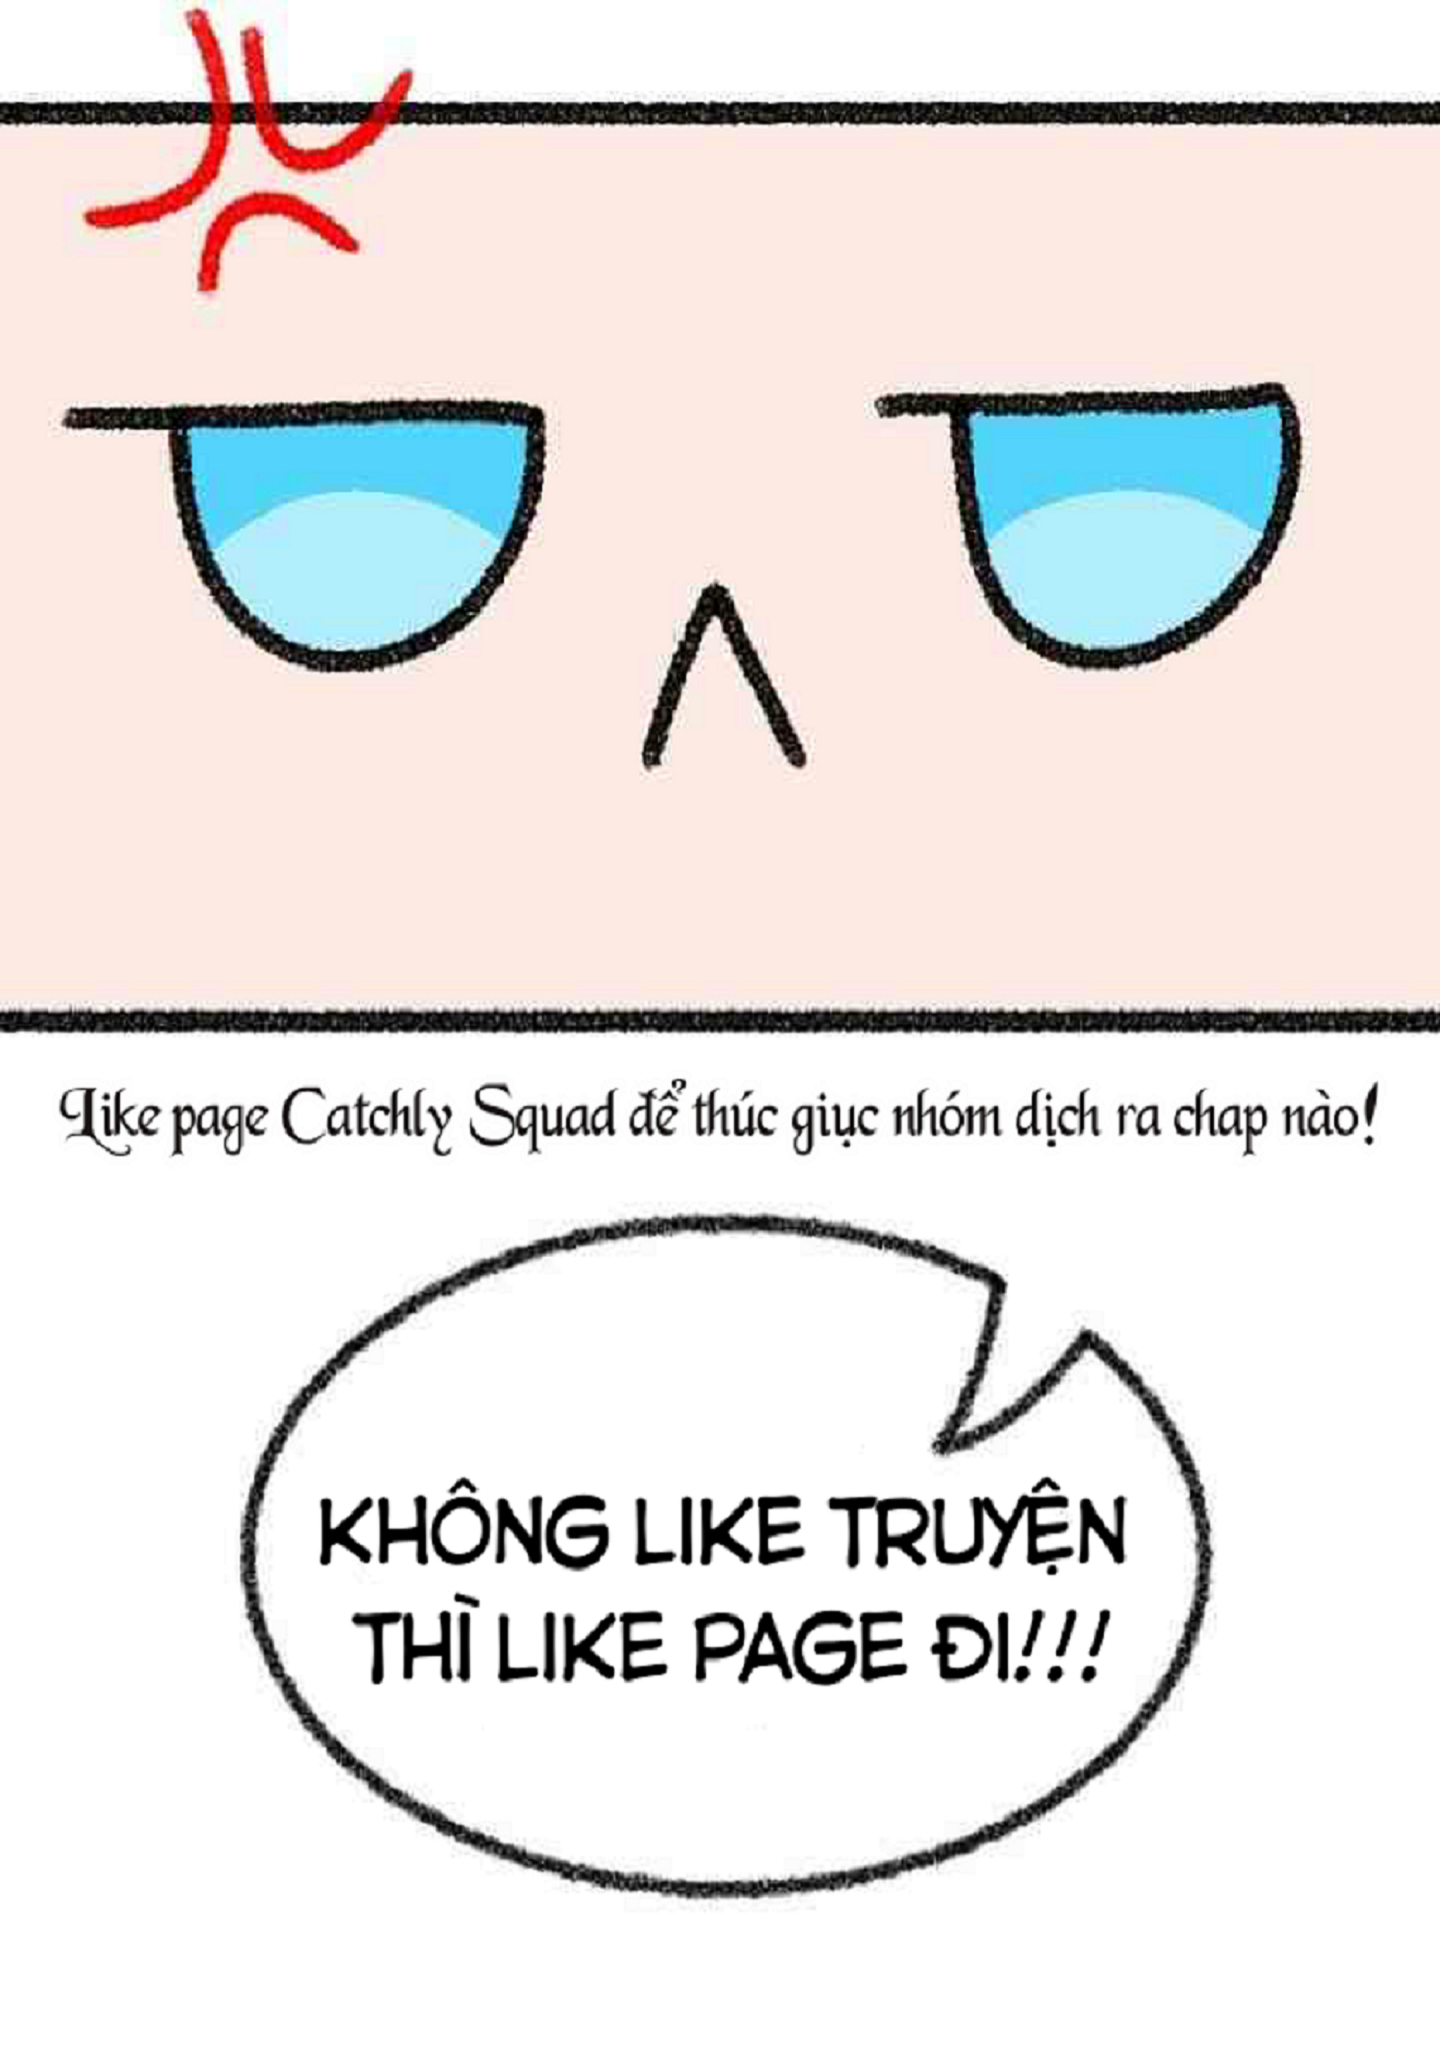 Like page Catchly Squad để thúc giục nhóm dịch ra chap nào!
KHÔNG LIKE TRUYỆN
THÌ LIKE PAGE ĐI!!!